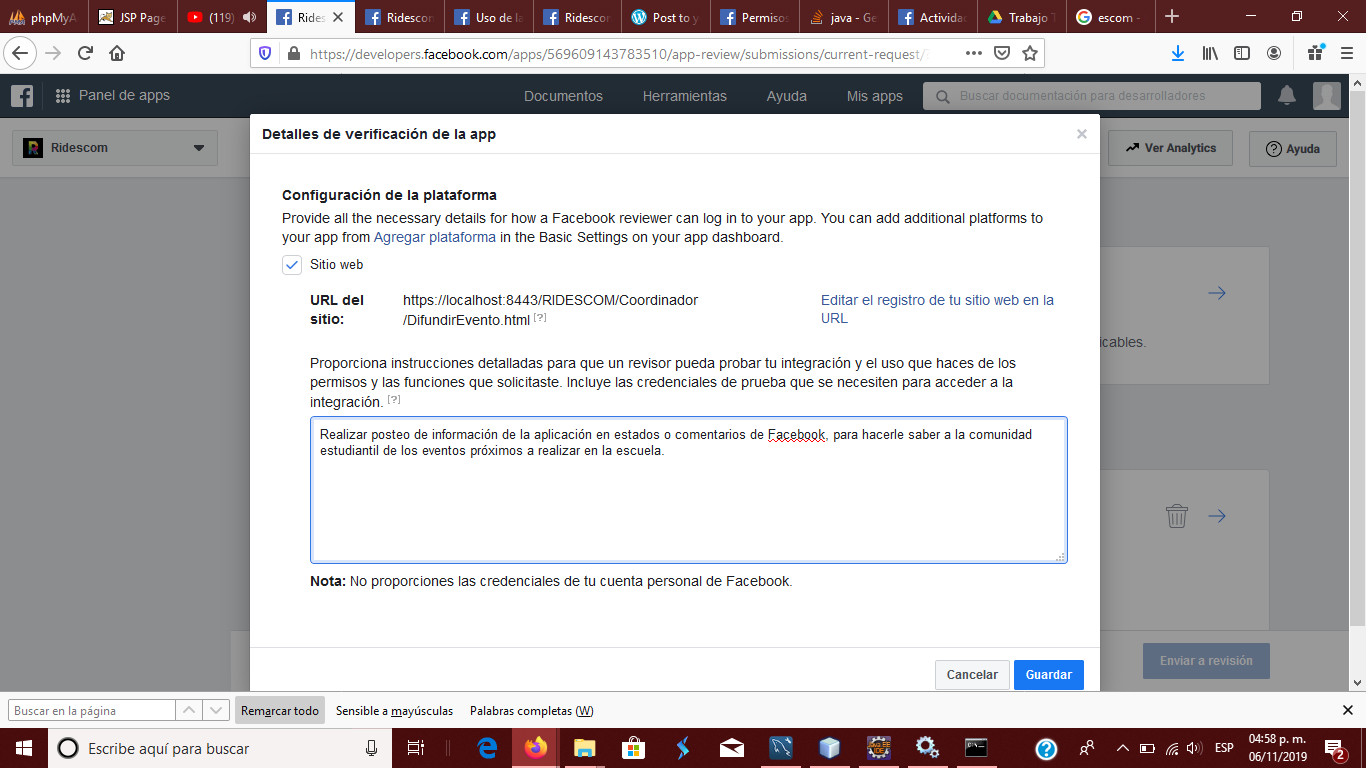 phpMyA
JSP Page
(119)
Rides
Ridescom
Uso de la
Ridescom
Post to y
Permisos
java - Ge
Actividad
Trabajo T
escom -
https://developers.facebook.com/apps/569609143783510/app-review/submissions/current-request/
Panel de apps
Documentos
Herramientas
Ayuda
Mis apps
Buscar documentación para desarrolladores
Ridescom
Ver Analytics
Ayuda
Detalles de verificación de la app
Configuración de la plataforma
Provide all the necessary details for how a Facebook reviewer can log in to your app. You can add additional platforms to
your app from Agregar plataforma in the Basic Settings on your app dashboard.
Sitio web
URL del
sitio:
https://localhost:8443/RIDESCOM/Coordinador
/DifundirEvento.html [?]
Editar el registro de tu sitio web en la
URL
icables.
Proporciona instrucciones detalladas para que un revisor pueda probar tu integración y el uso que haces de los
permisos y las funciones que solicitaste. Incluye las credenciales de prueba que se necesiten para acceder a la
integración. [?]
Realizar posteo de información de la aplicación en estados o comentarios de Facebook, para hacerle saber a la comunidad
estudiantil de los eventos próximos a realizar en la escuela.
Nota: No proporciones las credenciales de tu cuenta personal de Facebook.
Enviar a revisión
Cancelar
Guardar
Buscar en la página
Remarcar todo
Sensible a mayúsculas
Palabras completas (W)
Escribe aquí para buscar
ESP
04:58 p. m.
06/11/2019
2